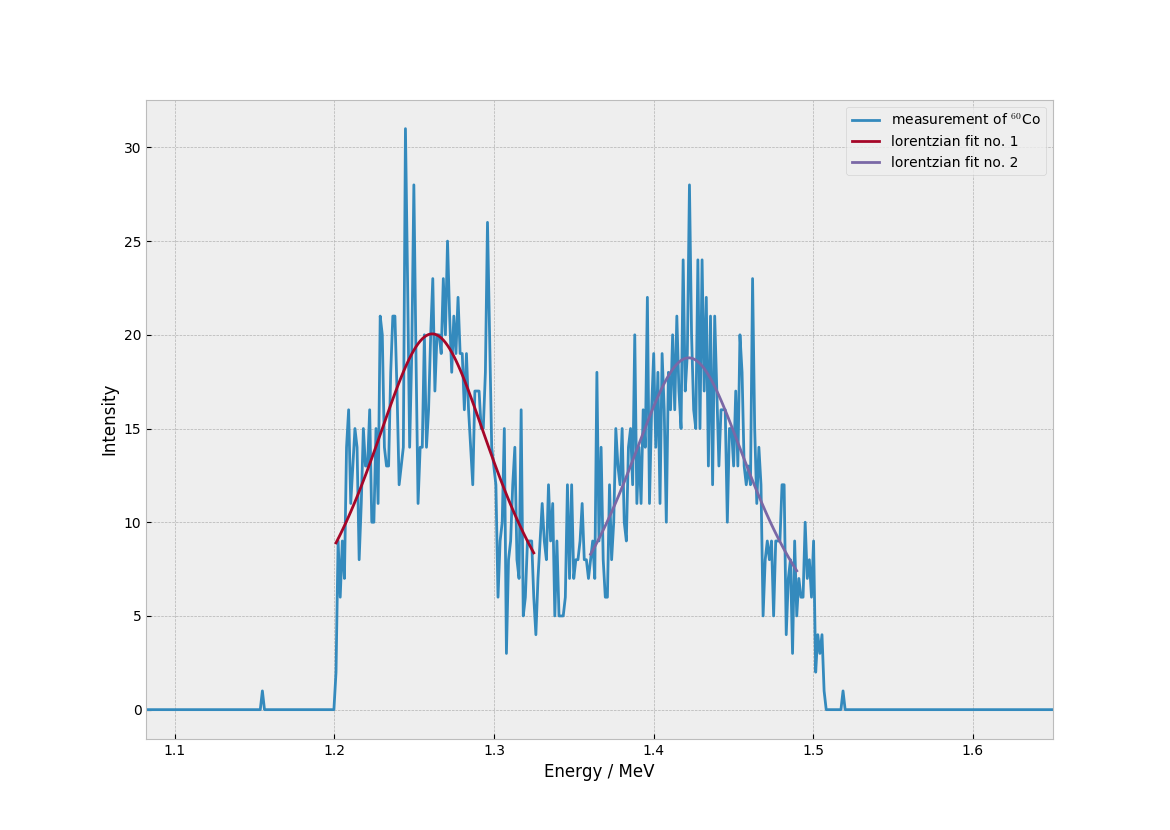 measurement of ⁶⁰Co
lorentzian fit no. 1
lorentzian fit no. 2
30
25
20
15
10
5
0
Intensity
1.1 1.2 1.3 1.4 1.5 1.6
Energy / MeV